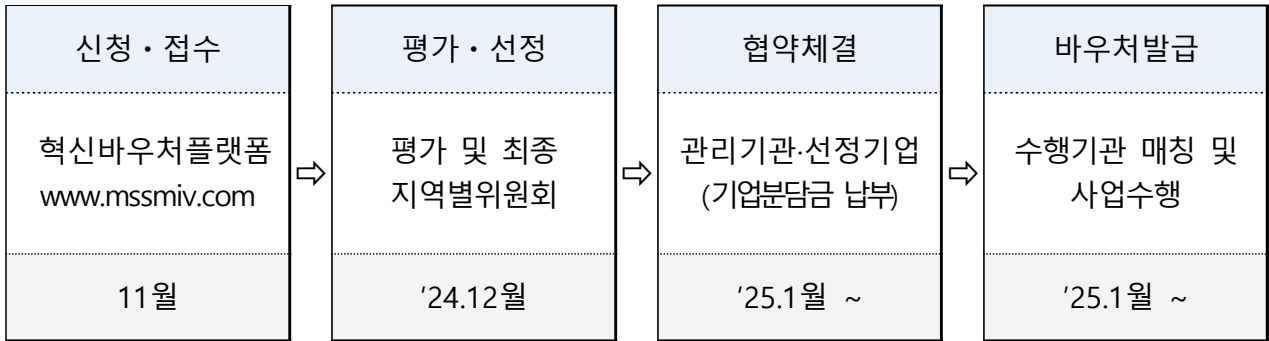 신청・접수
혁신바우처플랫폼
www.mssmiv.com
11월
⇨
평가・선정
평가 및 최종
지역별위원회
'24.12월
⇨
협약체결
관리기관·선정기업
(기업분담금 납부)
'25.1월 ~
⇨
바우처발급
수행기관 매칭 및
사업수행
'25.1월 ~